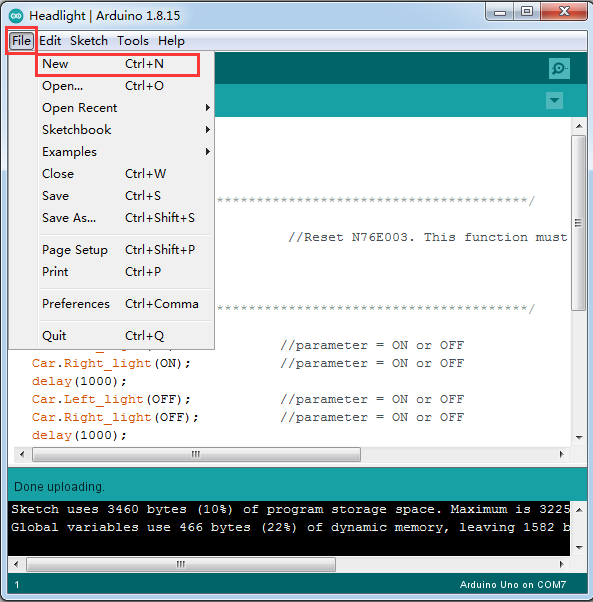 Headlight | Arduino 1.8.15
File Edit Sketch Tools Help
New Ctrl+N
Open... Ctrl+O
Open Recent
Sketchbook
Examples
Close Ctrl+W
Save Ctrl+S
Save As... Ctrl+Shift+S
Page Setup Ctrl+Shift+P
Print Ctrl+P
Preferences Ctrl+Comma
Quit Ctrl+Q
***************************************/
//Reset N76E003. This function must
***************************************/
//parameter = ON or OFF
Car.Right_light(ON); //parameter = ON or OFF
delay(1000);
Car.Left_light(OFF); //parameter = ON or OFF
Car.Right_light(OFF); //parameter = ON or OFF
delay(1000);
Done uploading.
Sketch uses 3460 bytes (10%) of program storage space. Maximum is 3225
Global variables use 466 bytes (22%) of dynamic memory, leaving 1582 b
1 Arduino Uno on COM7